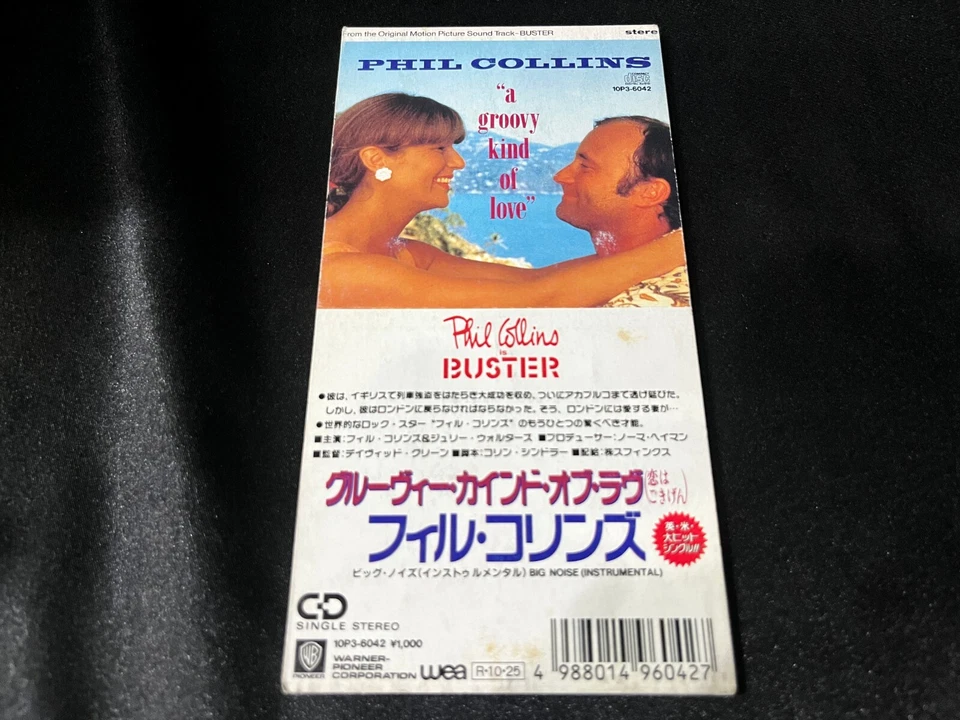 From the Original Motion Picture Sound Track-BUSTER
stereo
PHIL COLLINS
COMPACT
disc
DIGITAL AUDIO
10P3-6042
“a
groovy
kind
of
love”
Phil Collins
in
BUSTER
●彼は、イギリスで列車強盗をはたらき大成功を収め、ついにアカプルコまで逃げ延びた。
しかし、彼はロンドンに戻らなければならなかった。そう、ロンドンには愛する妻が…
●世界的なロック・スター“フィル・コリンズ”のもうひとつの驚くべき才能。
■主演:フィル・コリンズ&ジュリー・ウォルタース ■プロデューサー:ノーマ・ヘイマン
■監督:デイヴィッド・グリーン ■脚本:コリン・シンドラー ■配給:㈱スフィンクス
グルーヴィー・カインド・オブ・ラヴ(恋はごきげん)
フィル・コリンズ
英・米・
大ヒット
シングル!!
ビッグ・ノイズ(インストゥルメンタル) BIG NOISE (INSTRUMENTAL)
CD
SINGLE STEREO
10P3-6042 ¥1,000
WB
PIONEER
WARNER-
PIONEER
CORPORATION
wea
R・10・25
4 988014 960427